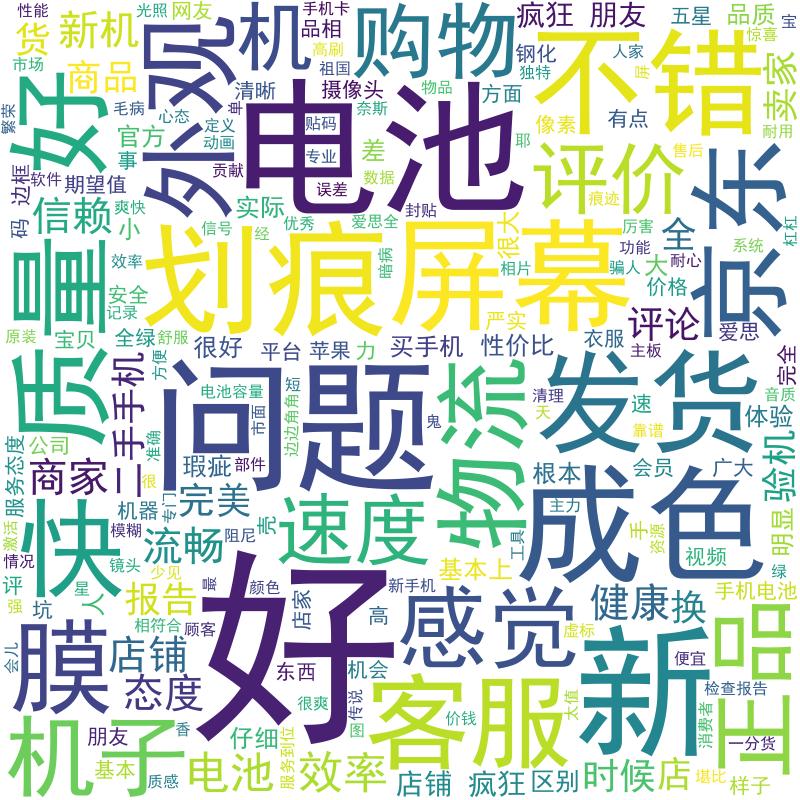 性能
光照
网友
手机卡
品相
疯狂
朋友
五星
品质
宝
货
新机
外观
机
高刷
购物
钢化
惊喜
市场
商品
祖国
独特
人家
屏
不错
卖家
好
毛病
清晰
摄像头
物品
方面
繁荣
心态
单
奈斯
像素
有点
耐用
官方
定义
贴码
电池
事
动画
专业
差
耶
评价
售后
京东
边框
软件
期望值
贡献
误差
数据
痕迹
码
信赖
爽快
信号
实际
优秀
爱思全
封贴
很大
厉害
全
杠杠
小
经
划痕
屏幕
功能
系统
质量
效率
暗病
相片
骗人
大
耐心
安全
记录
严实
价格
原装
宝贝
全绿
舒服
很好
平台
苹果
力
买手机
性价比
衣服
评论
爱思
主板
完全
二手手机
方便
问题
电池容量
短
物流
发货
清理
速
音质
天
靠谱
体验
市面
边边角角
鬼
服务态度
公司
准确
商家
很
瑕疵
部件
根本
会员
广大
验机
快
机器
专门
完美
速度
成色
主力
手
明显
激活
模糊
流畅
阻尼
壳
工具
资源
视频
情况
镜头
绿
评
少见
最
颜色
新手机
基本上
手机电池
强
坑
人
星
报告
店家
高
好
感觉
健康
换
正品
相符合
顾客
虚标
膜
店铺
会儿
态度
东西
机会
新
便宜
很爽
传说
客服
太值
检查报告
机子
朋友
香
仔细
图
价钱
消费者
一分货
基本
质感
电池
服务到位
效率
店铺
疯狂
区别
时候
店
堪比
样子